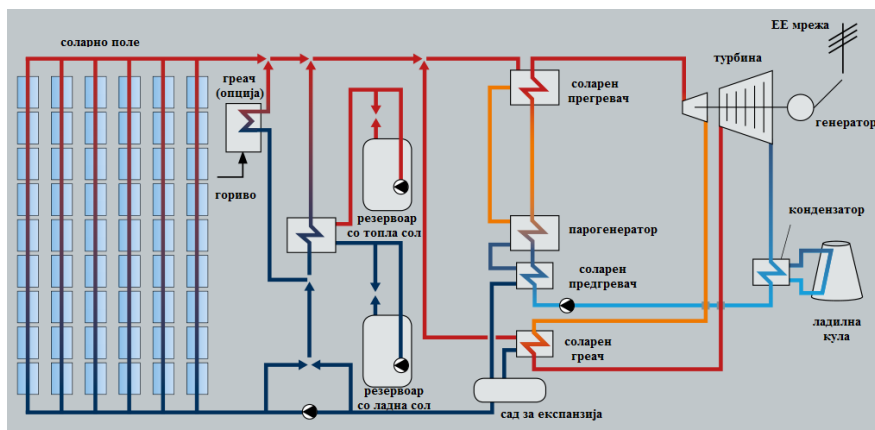 соларно поле
греач
(опција)
гориво
резервоар
со топла сол
резервоар
со ладна сол
соларен
прегревач
парогенератор
соларен
предгревач
соларен
греач
сад за експанзија
турбина
ЕЕ мрежа
генератор
кондензатор
ладилна
кула